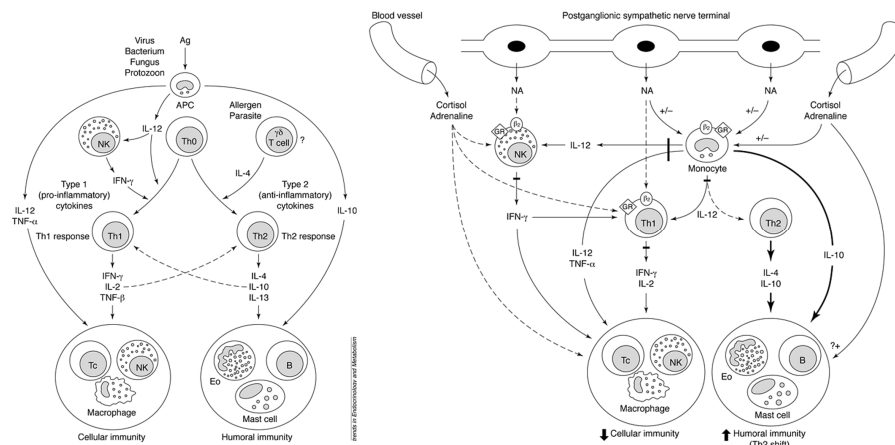 Virus
Bacterium
Fungus
Protozoon
Ag
APC
Allergen
Parasite
NK
IL-12
Th0
γδ
T cell
?
IFN-γ
IL-4
Type 1
(pro-inflammatory)
cytokines
Type 2
(anti-inflammatory)
cytokines
IL-12
TNF-α
IL-10
Th1 response
Th1
Th2
Th2 response
IFN-γ
IL-2
TNF-β
IL-4
IL-10
IL-13
Tc
NK
Macrophage
Eo
B
Mast cell
Cellular immunity
Humoral immunity
trends in Endocrinology and Metabolism
Blood vessel
Postganglionic sympathetic nerve terminal
NA
NA
NA
Cortisol
Adrenaline
Cortisol
Adrenaline
+/–
+/–
+/–
GR
β2
NK
IL-12
β2
GR
Monocyte
GR
β2
Th1
IFN-γ
IL-12
Th2
IL-12
TNF-α
IFN-γ
IL-2
IL-4
IL-10
IL-10
?+
Tc
NK
Macrophage
Eo
B
Mast cell
Cellular immunity
Humoral immunity
(Th2 shift)